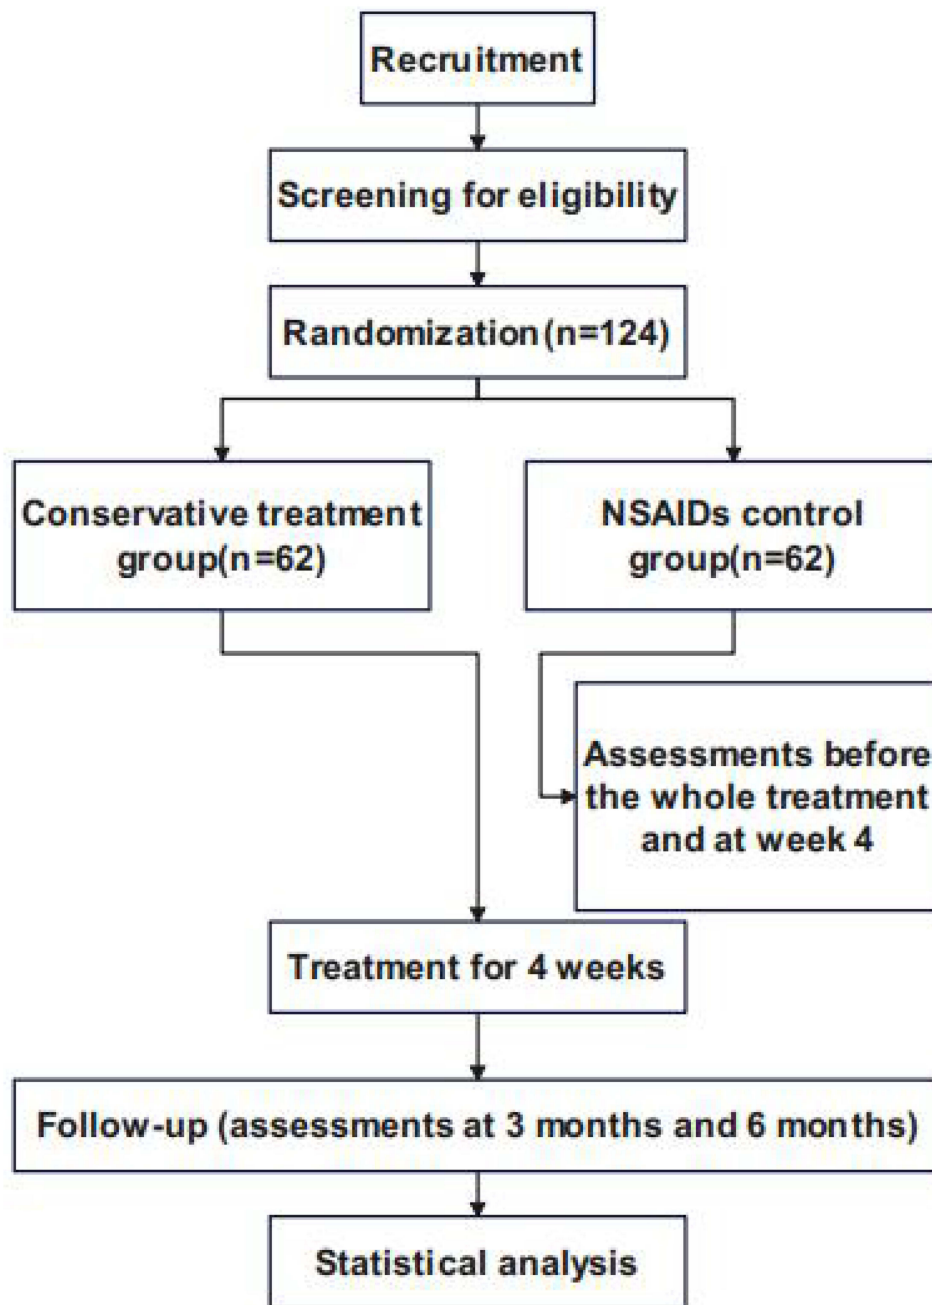 Recruitment
Screening for eligibility
Randomization(n=124)
Conservative treatment
group(n=62)
NSAIDs control
group(n=62)
Assessments before
the whole treatment
and at week 4
Treatment for 4 weeks
Follow-up (assessments at 3 months and 6 months)
Statistical analysis